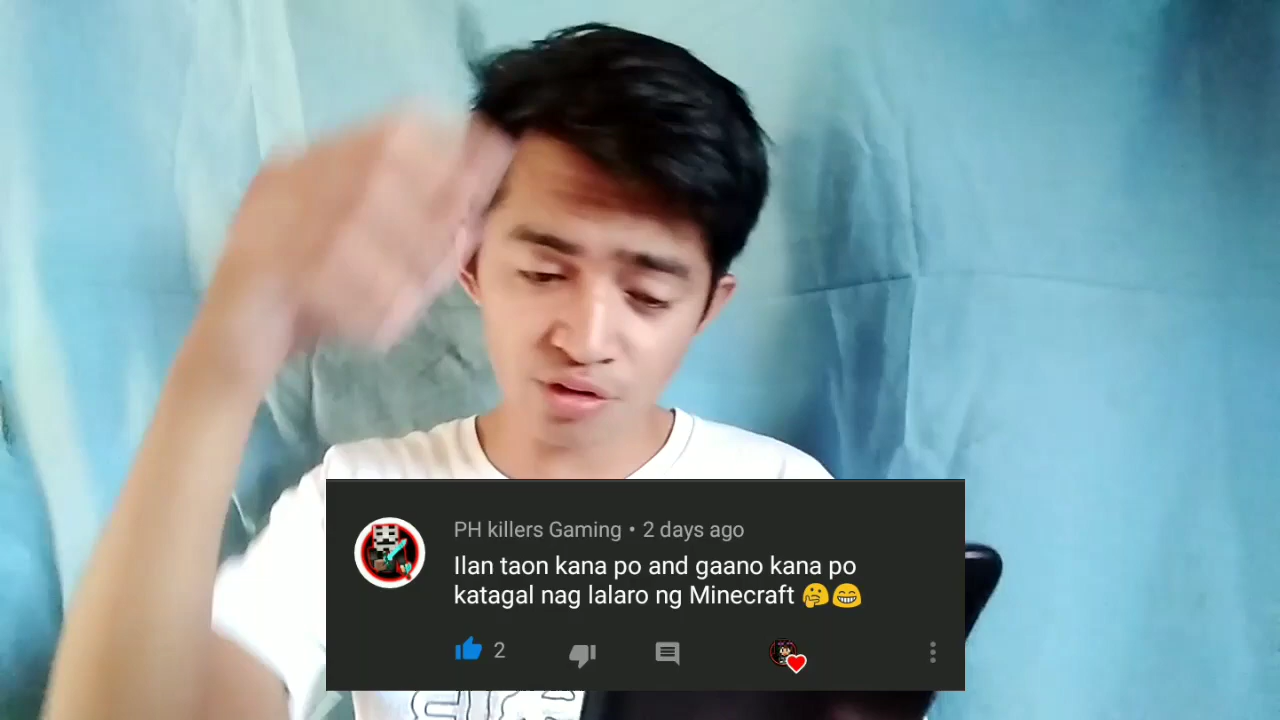 PH killers Gaming • 2 days ago
Ilan taon kana po and gaano kana po
katagal nag lalaro ng Minecraft 🤔😁
2